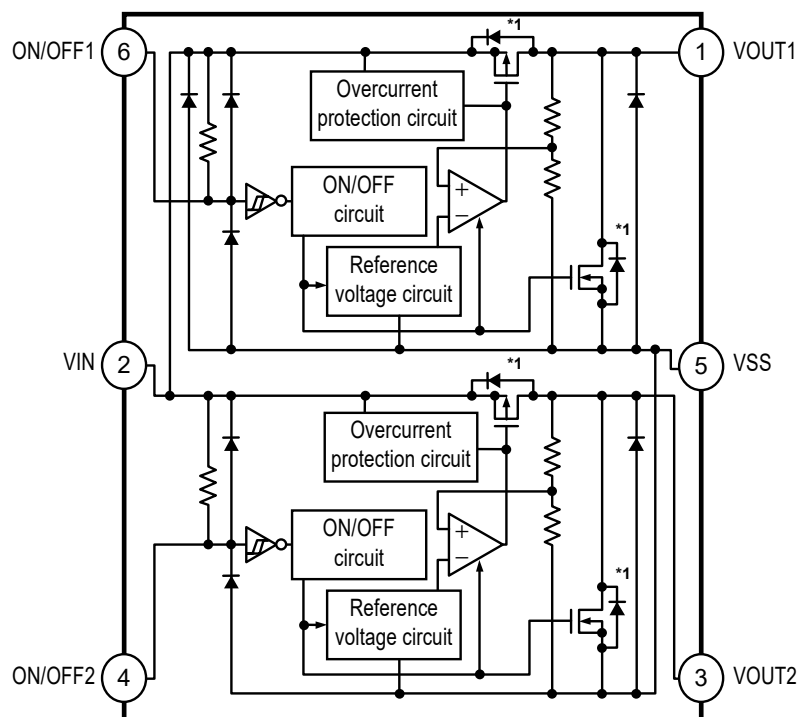 ON/OFF1
6
*1
1
VOUT1
Overcurrent
protection circuit
ON/OFF
circuit
+
−
*1
Reference
voltage circuit
VIN
2
5
VSS
*1
Overcurrent
protection circuit
ON/OFF
circuit
+
−
*1
Reference
voltage circuit
ON/OFF2
4
3
VOUT2